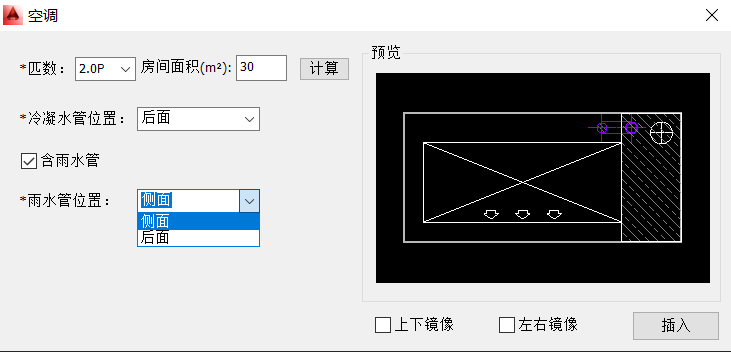 空调
*匹数： 2.0P 房间面积(m²): 30 计算
*冷凝水管位置： 后面
含雨水管
*雨水管位置： 侧面
侧面
后面
预览
上下镜像 左右镜像 插入